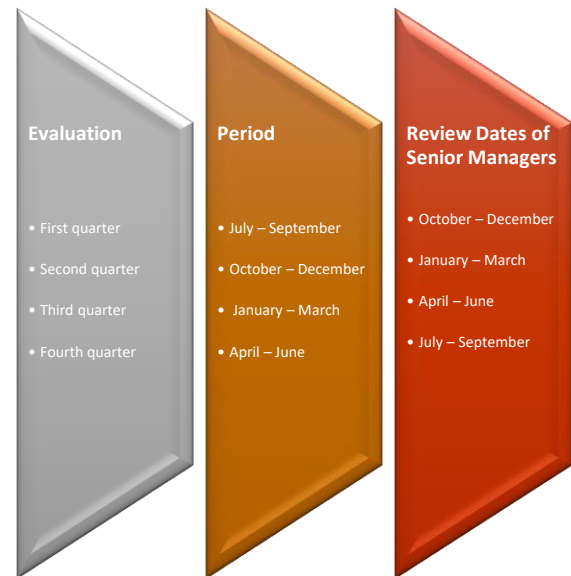 Evaluation
• First quarter
• Second quarter
• Third quarter
• Fourth quarter
Period
• July – September
• October – December
• January – March
• April – June
Review Dates of
Senior Managers
• October – December
• January – March
• April – June
• July – September